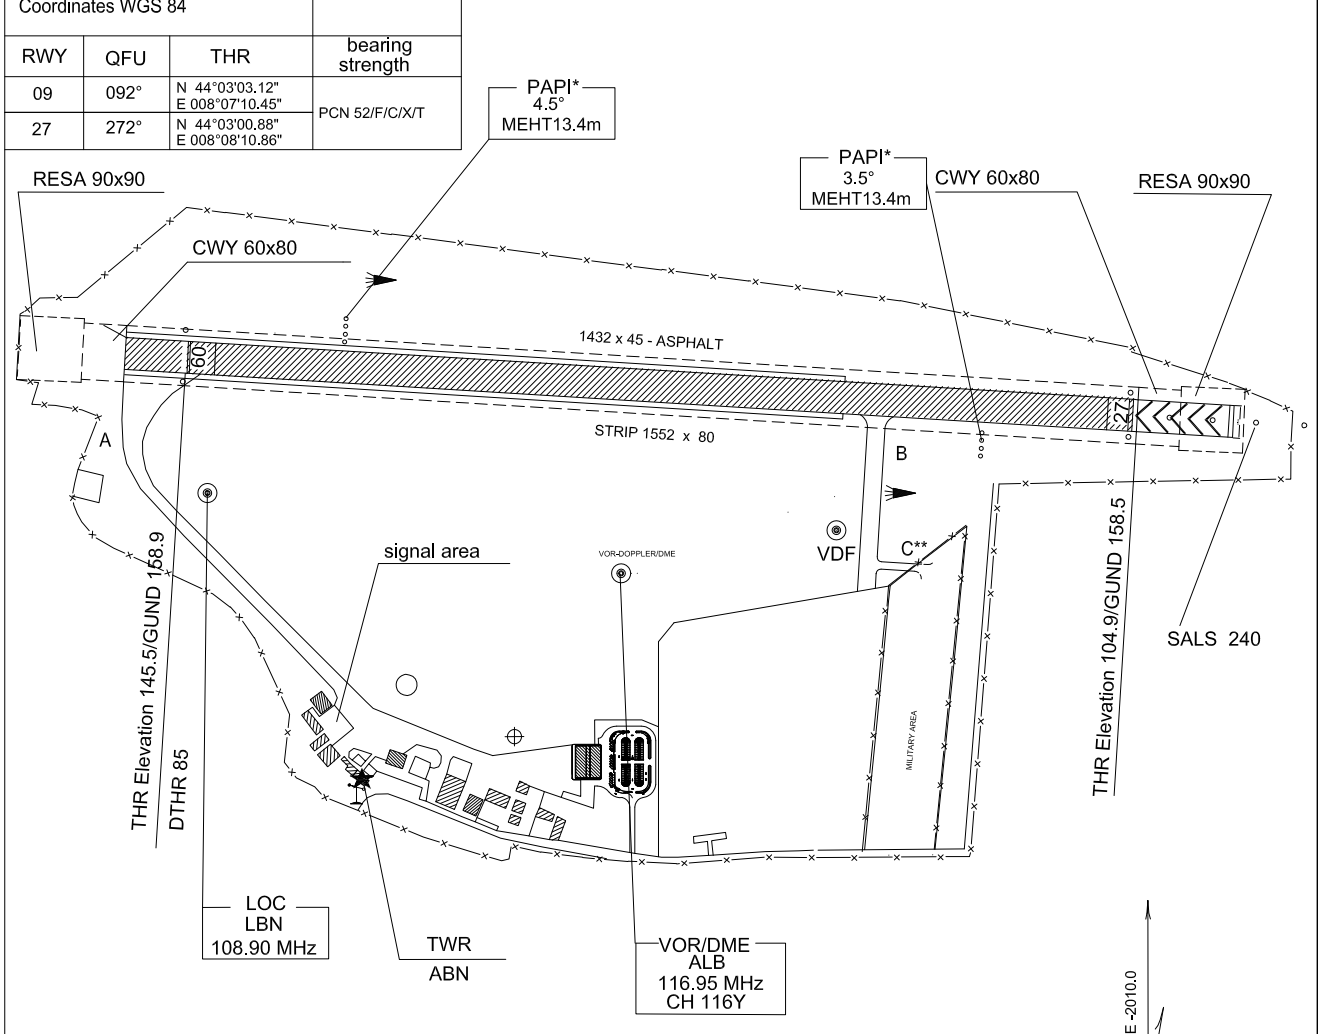 Coordinates WGS 84
RWY QFU THR bearing strength
09 092° N 44°03'03.12" E 008°07'10.45" PCN 52/F/C/X/T
27 272° N 44°03'00.88" E 008°08'10.86"
PAPI*
4.5°
MEHT13.4m
PAPI*
3.5°
MEHT13.4m
RESA 90x90
CWY 60x80
RESA 90x90
CWY 60x80
1432 x 45 - ASPHALT
09
27
STRIP 1552 x 80
A
B
VOR-DOPPLER/DME
VDF
C**
signal area
SALS 240
THR Elevation 145.5/GUND 158.9
DTHR 85
THR Elevation 104.9/GUND 158.5
MILITARY AREA
LOC
LBN
108.90 MHz
TWR
ABN
VOR/DME
ALB
116.95 MHz
CH 116Y
E -2010.0